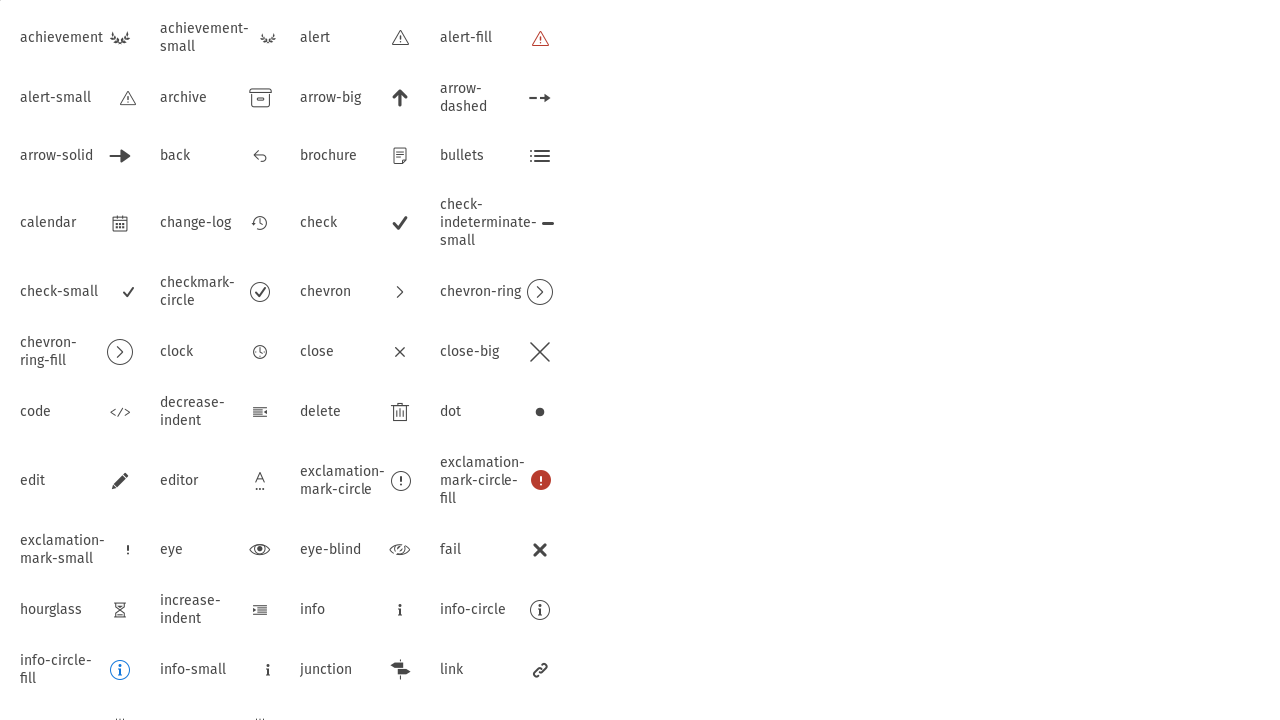 achievement
achievement-
small
alert
alert-fill
alert-small
archive
arrow-big
arrow-
dashed
arrow-solid
back
brochure
bullets
calendar
change-log
check
check-
indeterminate-
small
check-small
checkmark-
circle
chevron
chevron-ring
chevron-
ring-fill
clock
close
close-big
code
decrease-
indent
delete
dot
edit
editor
exclamation-
mark-circle
exclamation-
mark-circle-
fill
exclamation-
mark-small
eye
eye-blind
fail
hourglass
increase-
indent
info
info-circle
info-circle-
fill
info-small
junction
link